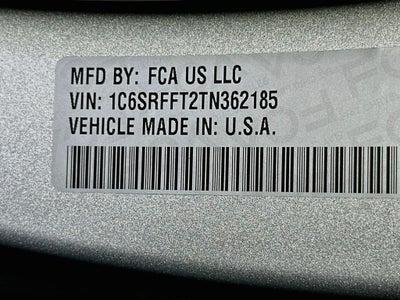 MFD BY: FCA US LLC
VIN: 1C6SRFFT2TN362185
VEHICLE MADE IN: U.S.A.